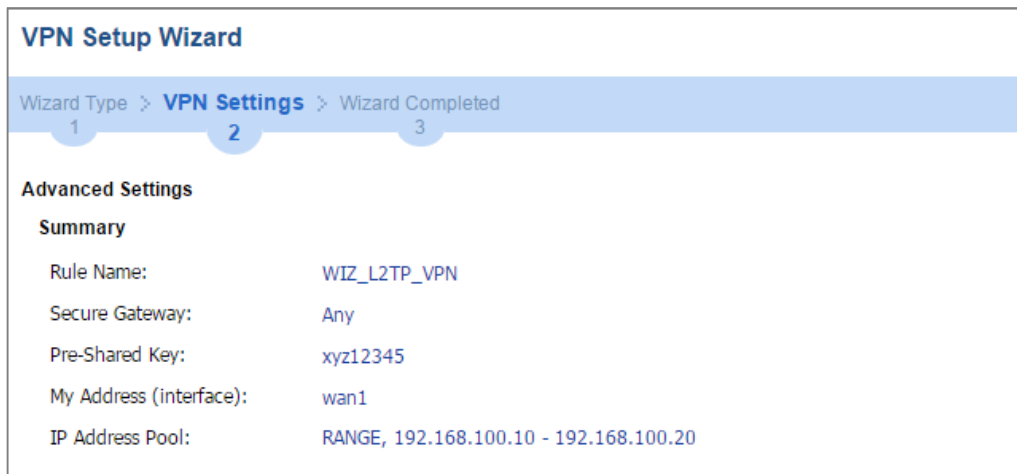 VPN Setup Wizard
Wizard Type > VPN Settings > Wizard Completed
1 2 3
Advanced Settings
Summary
Rule Name: WIZ_L2TP_VPN
Secure Gateway: Any
Pre-Shared Key: xyz12345
My Address (interface): wan1
IP Address Pool: RANGE, 192.168.100.10 - 192.168.100.20